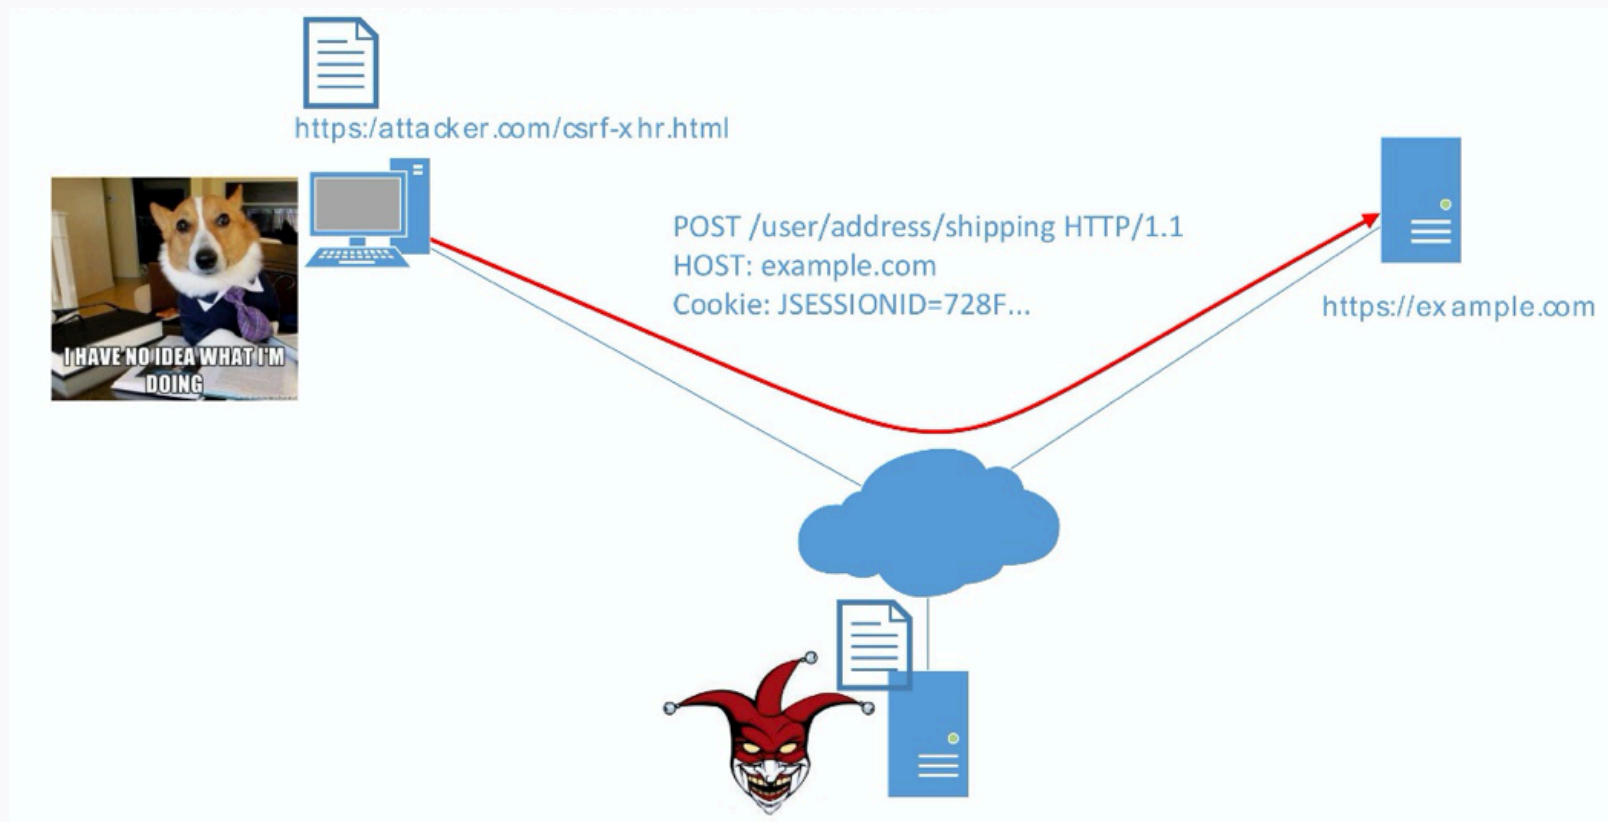 https:/attacker.com/csrf-xhr.html
POST /user/address/shipping HTTP/1.1
HOST: example.com
Cookie: JSESSIONID=728F...
https://example.com
I HAVE NO IDEA WHAT I'M
DOING